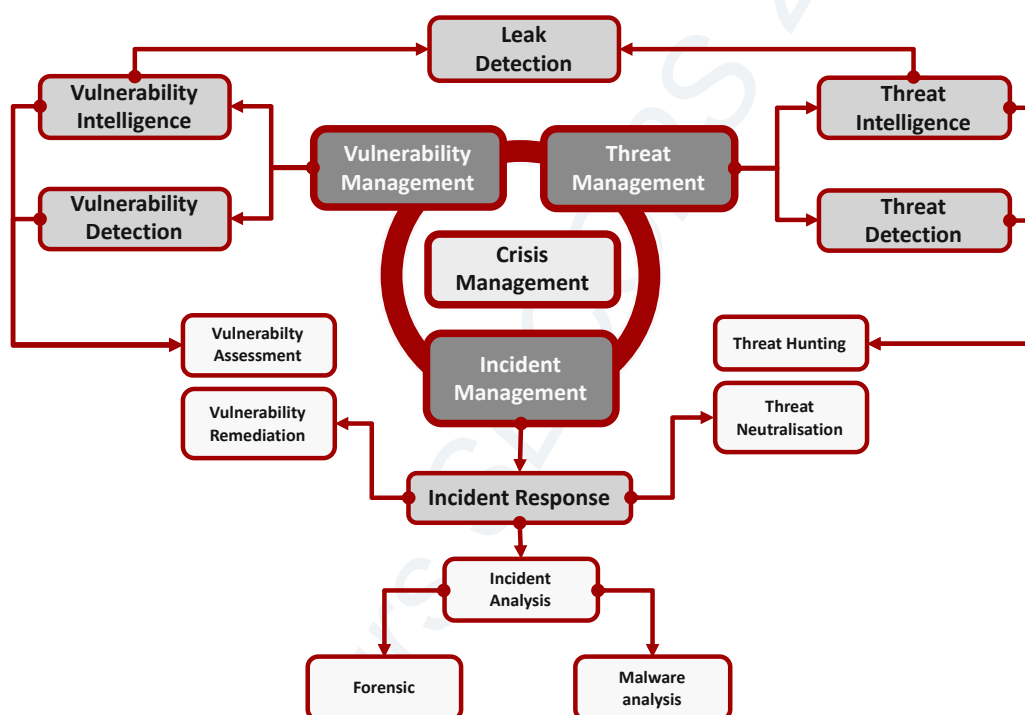 Leak
Detection
Vulnerability
Intelligence
Threat
Intelligence
Vulnerability
Management
Threat
Management
Vulnerability
Detection
Threat
Detection
Crisis
Management
Vulnerabilty
Assessment
Threat Hunting
Incident
Management
Vulnerability
Remediation
Threat
Neutralisation
Incident Response
Incident
Analysis
Forensic
Malware
analysis